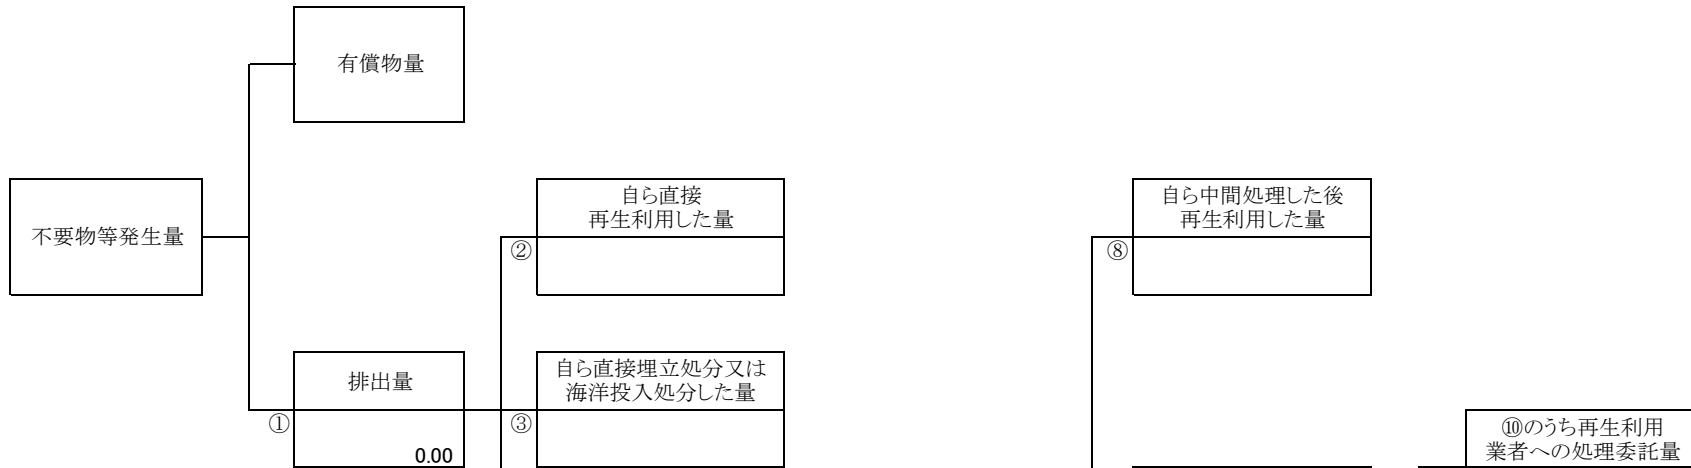 有償物量
不要物等発生量
自ら直接
再生利用した量
②
自ら中間処理した後
再生利用した量
⑧
排出量
①
0.00
自ら直接埋立処分又は
海洋投入処分した量
③
⑩のうち再生利用
業者への処理委託量